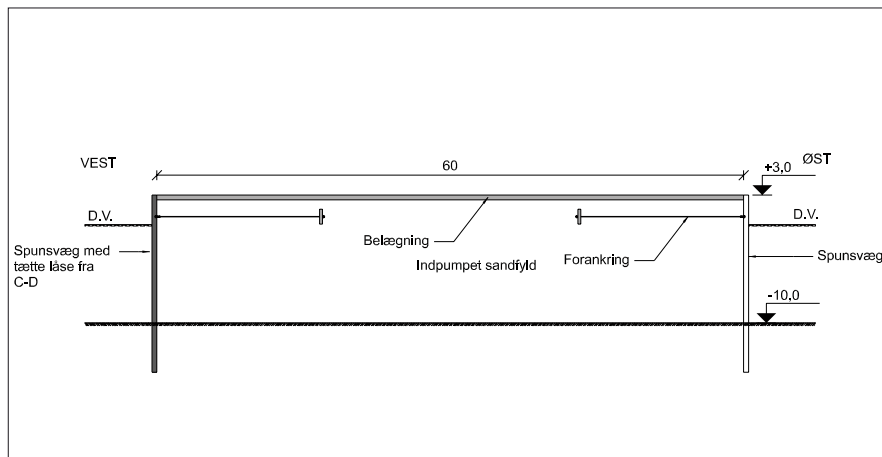 VEST
60
ØST
+3,0
D.V.
D.V.
Belægning
Forankring
Spunsvæg med
tætte låse fra
C-D
Indpumpet sandfyld
Spunsvæg
-10,0